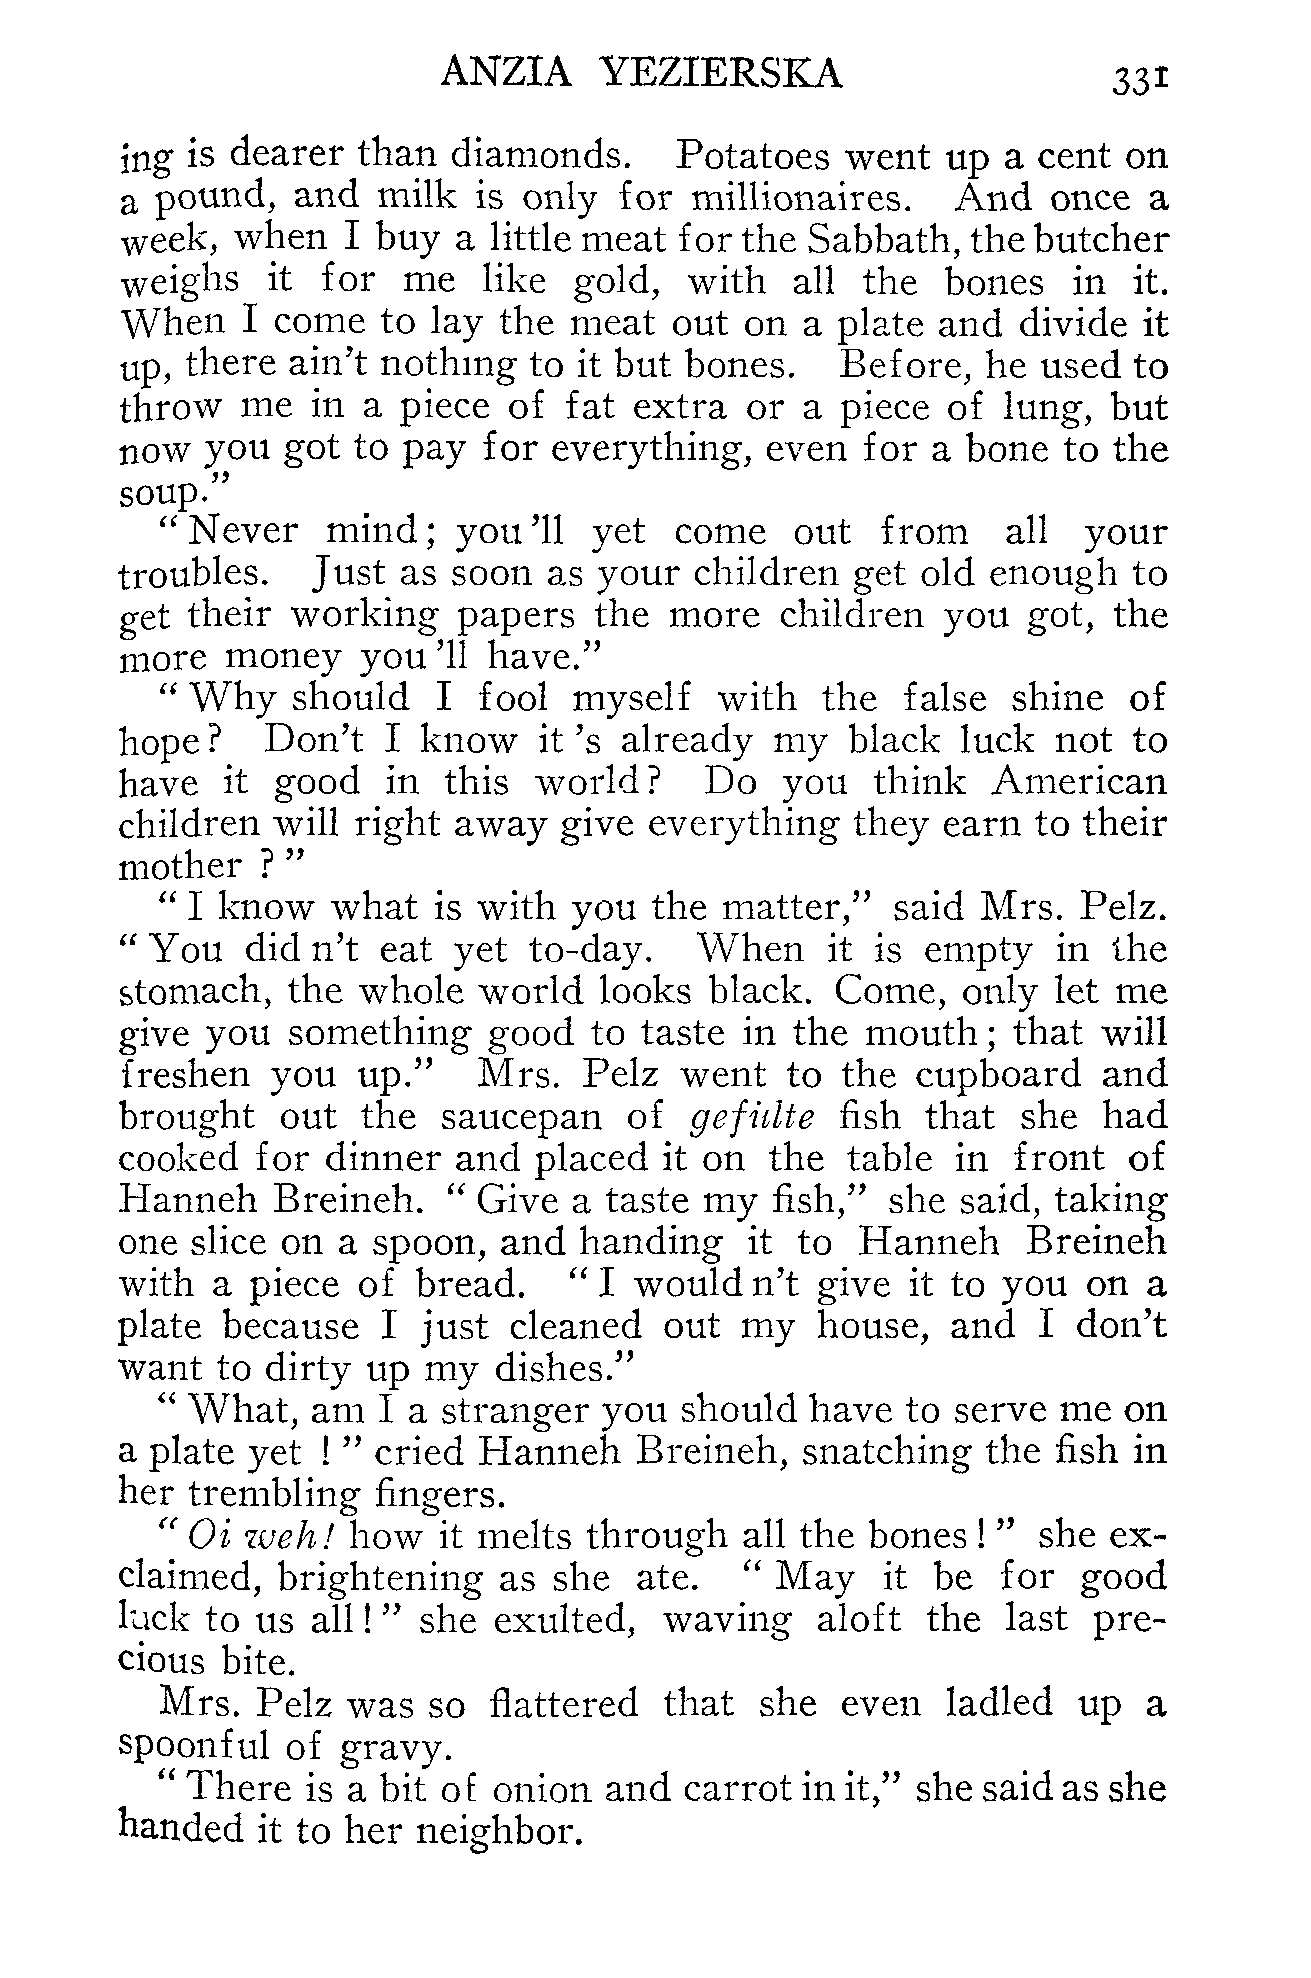 ANZIA YEZIERSKA 331
ing is dearer than diamonds. Potatoes went up a cent on
a pound, and milk is only for millionaires. And once a
week, when I buy a little meat for the Sabbath, the butcher
weighs it for me like gold, with all the bones in it.
When I come to lay the meat out on a plate and divide it
up, there ain't nothing to it but bones. Before, he used to
throw me in a piece of fat extra or a piece of lung, but
now you got to pay for everything, even for a bone to the
soup."
"Never mind; you'll yet come out from all your
troubles. Just as soon as your children get old enough to
get their working papers the more children you got, the
more money you'll have."
"Why should I fool myself with the false shine of
hope? Don't I know it's already my black luck not to
have it good in this world? Do you think American
children will right away give everything they earn to their
mother?"
"I know what is with you the matter," said Mrs. Pelz.
"You didn't eat yet to-day. When it is empty in the
stomach, the whole world looks black. Come, only let me
give you something good to taste in the mouth; that will
freshen you up." Mrs. Pelz went to the cupboard and
brought out the saucepan of gefülte fish that she had
cooked for dinner and placed it on the table in front of
Hanneh Breineh. "Give a taste my fish," she said, taking
one slice on a spoon, and handing it to Hanneh Breineh
with a piece of bread. "I wouldn't give it to you on a
plate because I just cleaned out my house, and I don't
want to dirty up my dishes."
"What, am I a stranger you should have to serve me on
a plate yet!" cried Hanneh Breineh, snatching the fish in
her trembling fingers.
"Oi weh! how it melts through all the bones!" she ex-
claimed, brightening as she ate. "May it be for good
luck to us all!" she exulted, waving aloft the last pre-
cious bite.
Mrs. Pelz was so flattered that she even ladled up a
spoonful of gravy.
"There is a bit of onion and carrot in it," she said as she
handed it to her neighbor.